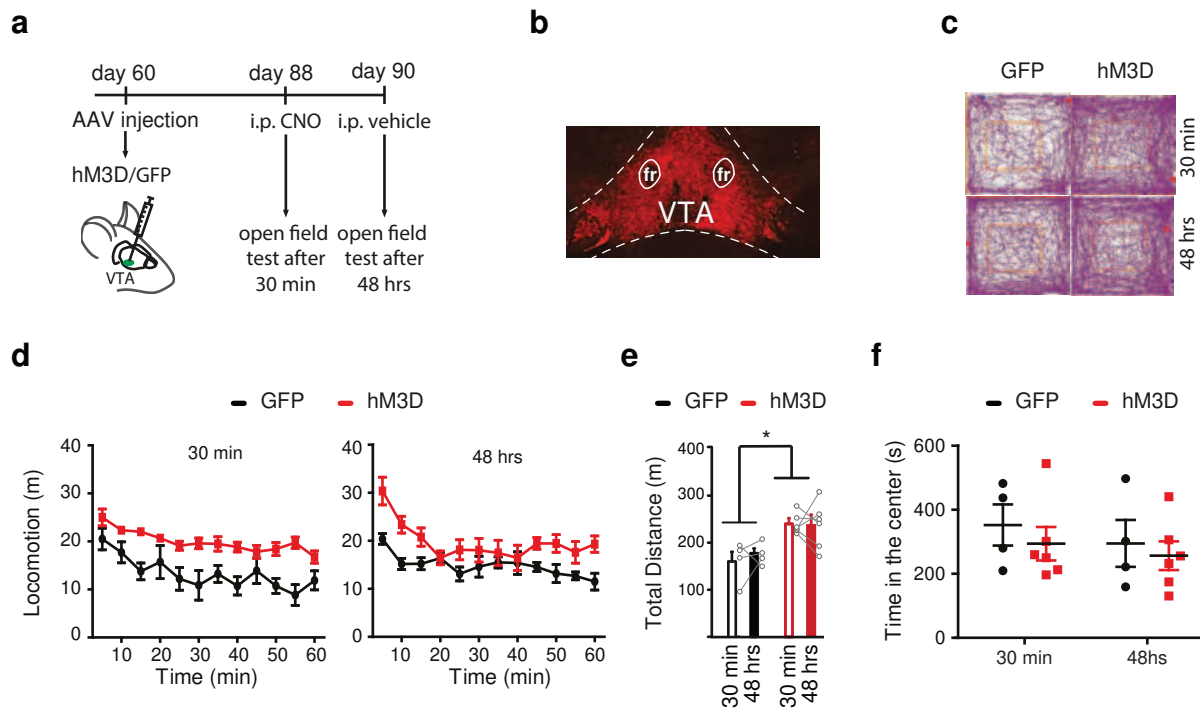 a
day 60
day 88
day 90
AAV injection
i.p. CNO
i.p. vehicle
hM3D/GFP
VTA
open field
test after
30 min
open field
test after
48 hrs
b
fr
fr
VTA
c
GFP
hM3D
30 min
48 hrs
d
GFP
hM3D
Locomotion (m)
40
30
20
10
0
30 min
10 20 30 40 50 60
Time (min)
40
30
20
10
0
48 hrs
10 20 30 40 50 60
Time (min)
e
GFP
hM3D
Total Distance (m)
400
300
200
100
0
*
30 min
48 hrs
30 min
48 hrs
f
GFP
hM3D
Time in the center (s)
600
400
200
0
30 min
48hs